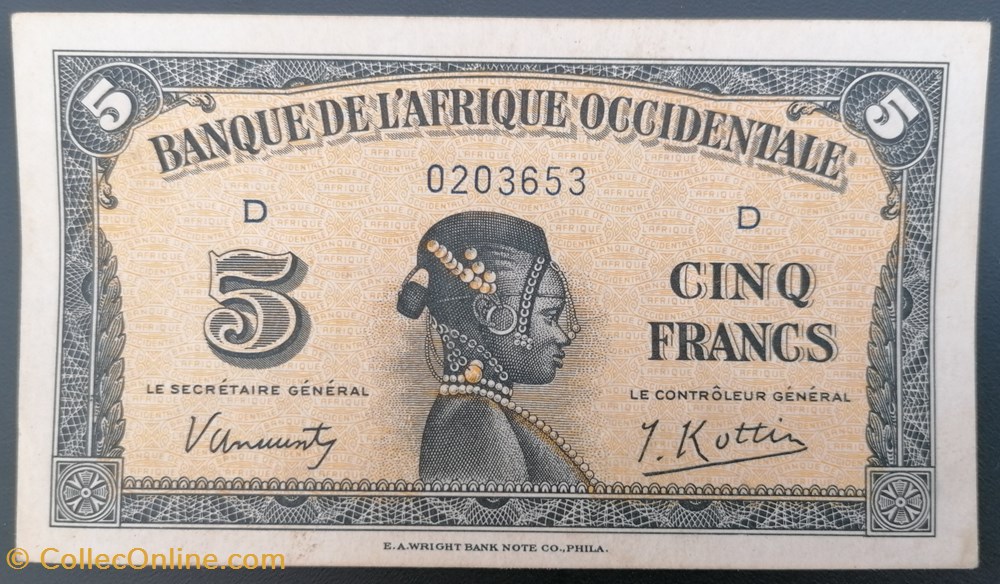 5 5
BANQUE DE L'AFRIQUE OCCIDENTALE
0203653
D D
5
CINQ
FRANCS
LE SECRÉTAIRE GÉNÉRAL
LE CONTRÔLEUR GÉNÉRAL
E.A.WRIGHT BANK NOTE CO., PHILA.
© CollecOnline.com